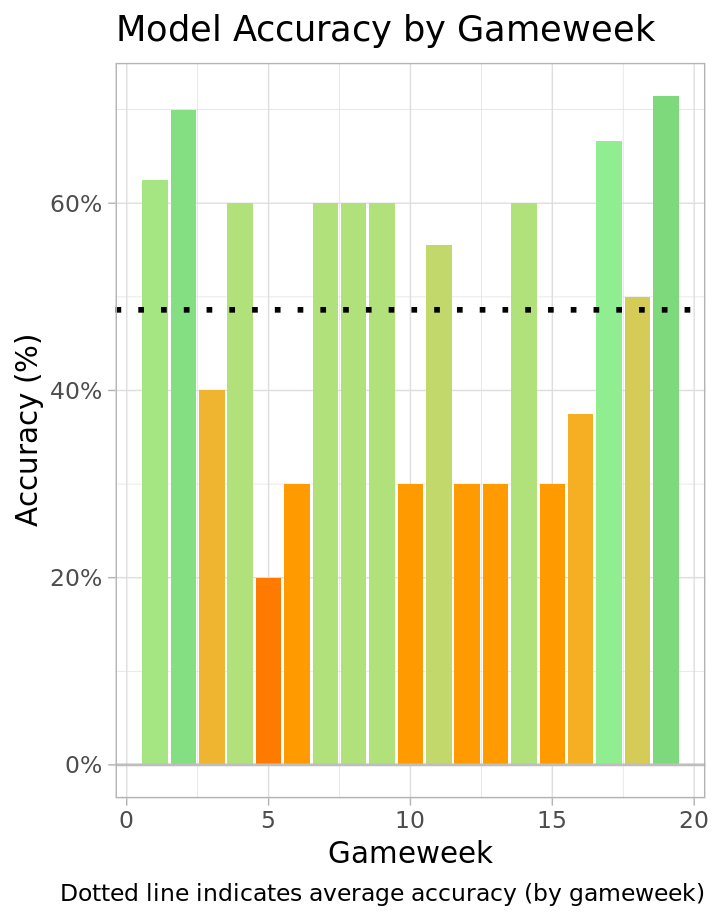 Model Accuracy by Gameweek
Accuracy (%)
60%
40%
20%
0%
0 5 10 15 20
Gameweek
Dotted line indicates average accuracy (by gameweek)